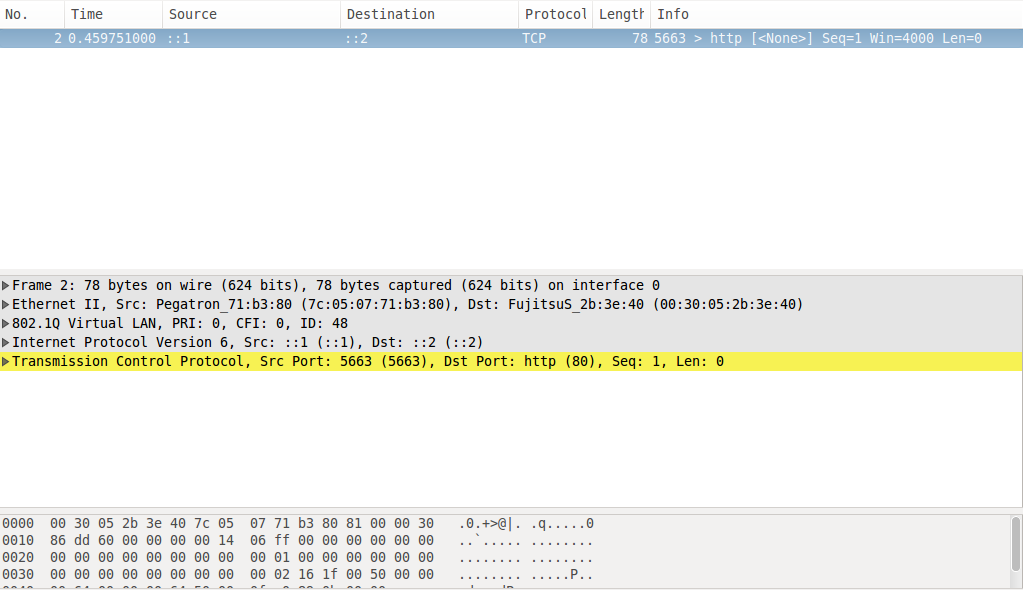 No. Time Source Destination Protocol Length Info
2 0.459751000 ::1 ::2 TCP 78 5663 > http [<None>] Seq=1 Win=4000 Len=0
Frame 2: 78 bytes on wire (624 bits), 78 bytes captured (624 bits) on interface 0
Ethernet II, Src: Pegatron_71:b3:80 (7c:05:07:71:b3:80), Dst: FujitsuS_2b:3e:40 (00:30:05:2b:3e:40)
802.1Q Virtual LAN, PRI: 0, CFI: 0, ID: 48
Internet Protocol Version 6, Src: ::1 (::1), Dst: ::2 (::2)
Transmission Control Protocol, Src Port: 5663 (5663), Dst Port: http (80), Seq: 1, Len: 0
0000 00 30 05 2b 3e 40 7c 05 07 71 b3 80 81 00 00 30 .0.+>@|. .q.....0
0010 86 dd 60 00 00 00 00 14 06 ff 00 00 00 00 00 00 ..`..... ........
0020 00 00 00 00 00 00 00 00 00 01 00 00 00 00 00 00 ........ ........
0030 00 00 00 00 00 00 00 00 00 02 16 1f 00 50 00 00 ........ .....P..